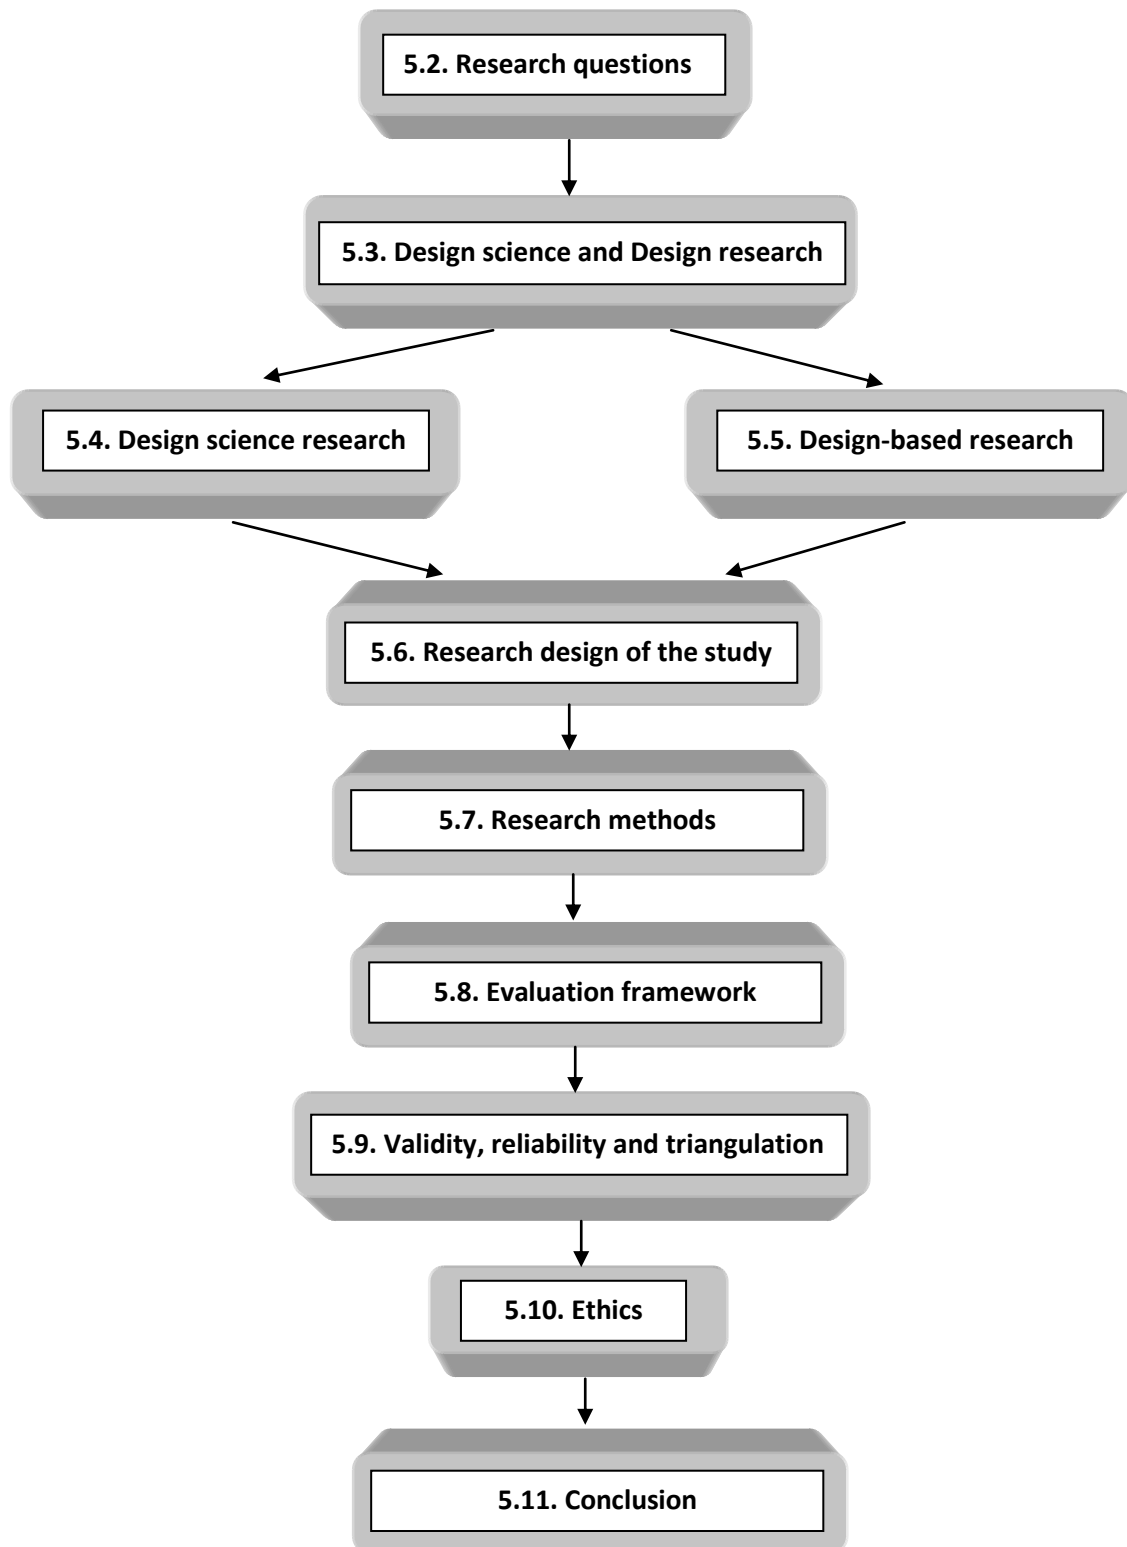 5.2. Research questions
5.3. Design science and Design research
5.4. Design science research
5.5. Design-based research
5.6. Research design of the study
5.7. Research methods
5.8. Evaluation framework
5.9. Validity, reliability and triangulation
5.10. Ethics
5.11. Conclusion